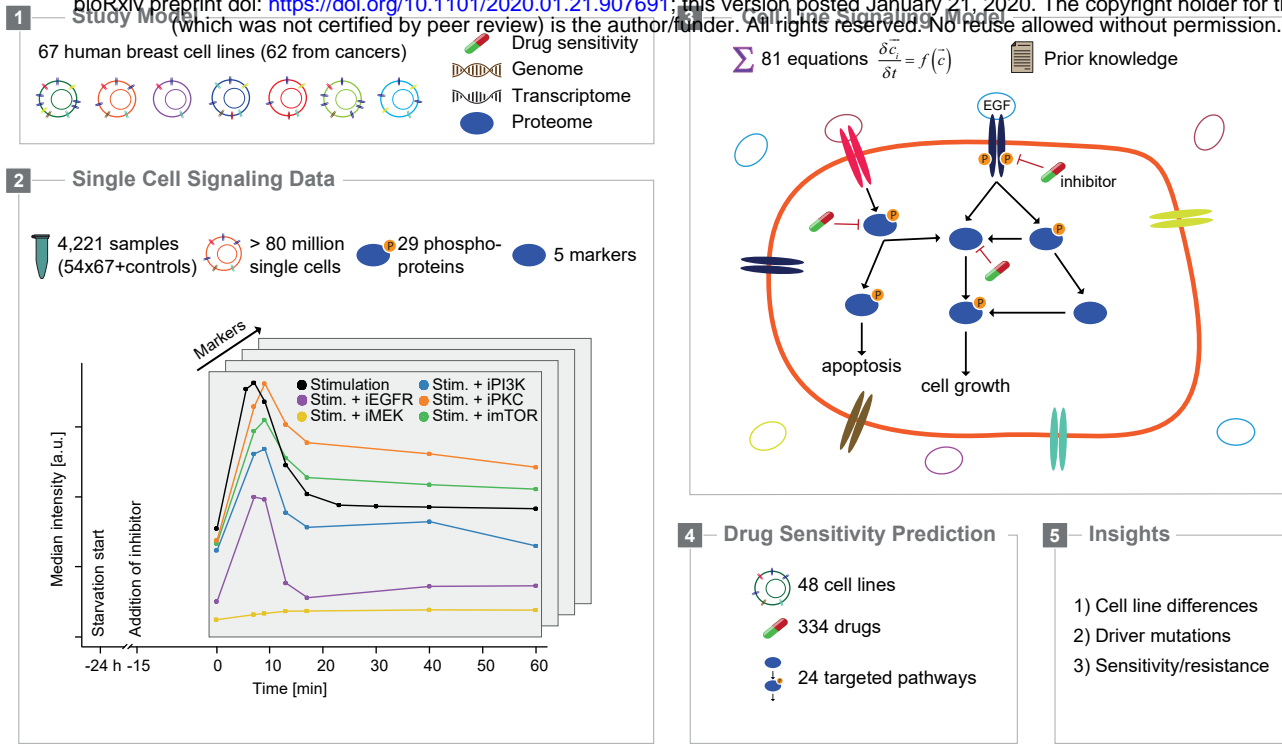 bioRxiv preprint doi: https://doi.org/10.1101/2020.01.21.907691; this version posted January 21, 2020. The copyright holder for
(which was not certified by peer review) is the author/funder. All rights reserved. No reuse allowed without permission.
1 Study Model
67 human breast cell lines (62 from cancers)
Drug sensitivity
Genome
Transcriptome
Proteome
2 Single Cell Signaling Data
4,221 samples
(54x67+controls)
> 80 million
single cells
P
29 phospho-
proteins
5 markers
Markers
Stimulation
Stim. + iEGFR
Stim. + iMEK
Stim. + iPI3K
Stim. + iPKC
Stim. + imTOR
Median intensity [a.u.]
Starvation start
Addition of inhibitor
-24 h -15 0 10 20 30 40 50 60
Time [min]
3 Cell Line Signaling Model
∑ 81 equations δc⃗ᵢ/δt = f(c⃗)
Prior knowledge
EGF
P P
inhibitor
P
P
P
P
apoptosis
cell growth
4 Drug Sensitivity Prediction
48 cell lines
334 drugs
P
24 targeted pathways
5 Insights
1) Cell line differences
2) Driver mutations
3) Sensitivity/resistance